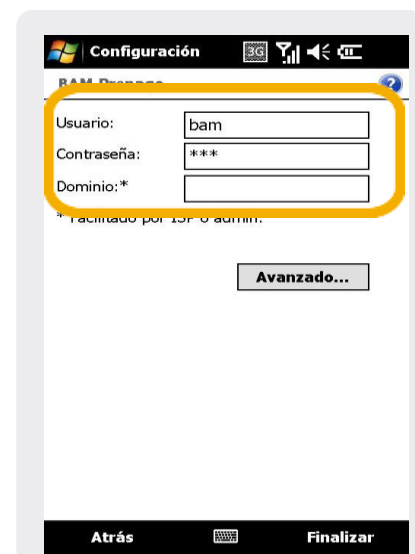 Configuración 3G
BAM Prepago
Usuario: bam
Contraseña: ***
Dominio:*
* Facilitado por ISP o admin.
Avanzado...
Atrás Finalizar